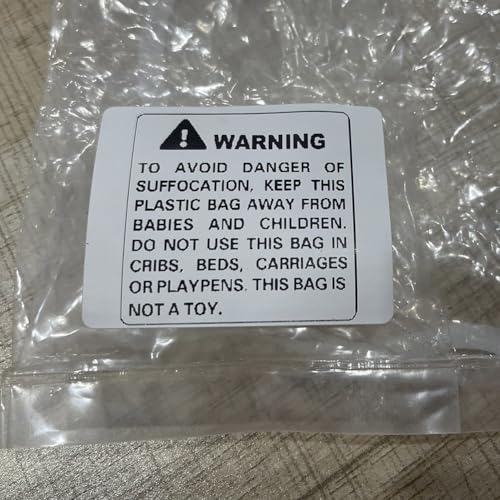 WARNING
TO AVOID DANGER OF
SUFFOCATION, KEEP THIS
PLASTIC BAG AWAY FROM
BABIES AND CHILDREN.
DO NOT USE THIS BAG IN
CRIBS, BEDS, CARRIAGES
OR PLAYPENS. THIS BAG IS
NOT A TOY.